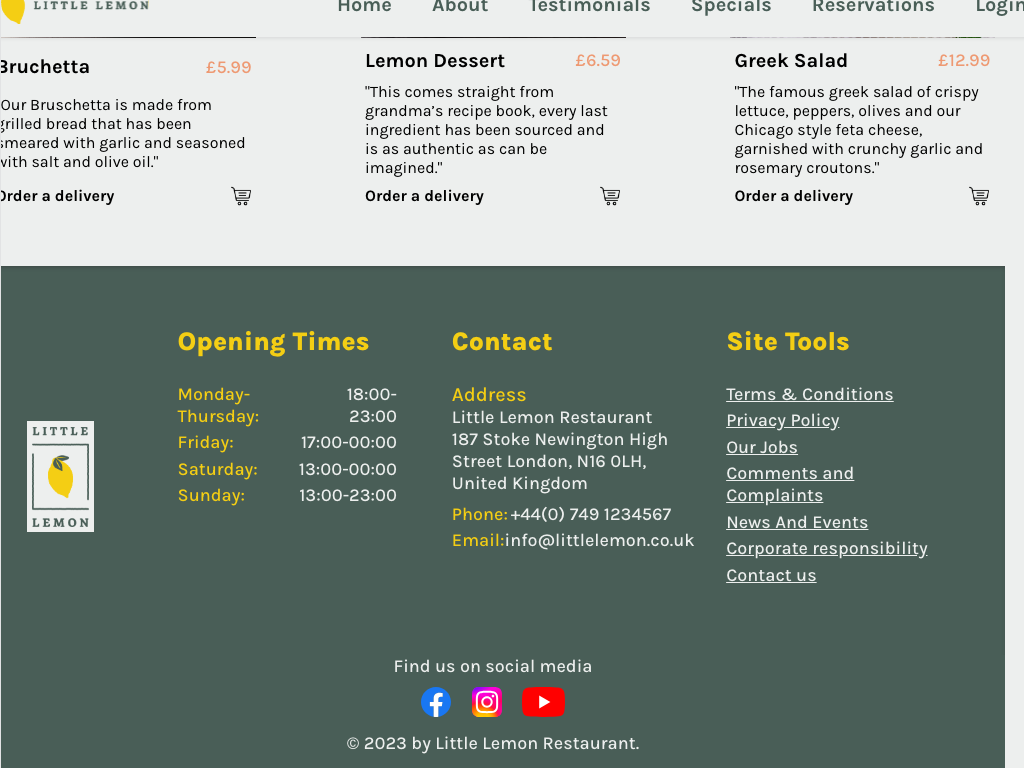 LITTLE LEMON
Home About Testimonials Specials Reservations Login
Bruchetta £5.99
"Our Bruschetta is made from
grilled bread that has been
smeared with garlic and seasoned
with salt and olive oil."
Order a delivery
Lemon Dessert £6.59
"This comes straight from
grandma’s recipe book, every last
ingredient has been sourced and
is as authentic as can be
imagined."
Order a delivery
Greek Salad £12.99
"The famous greek salad of crispy
lettuce, peppers, olives and our
Chicago style feta cheese,
garnished with crunchy garlic and
rosemary croutons."
Order a delivery
LITTLE
LEMON
Opening Times
Monday- 18:00-
Thursday: 23:00
Friday: 17:00-00:00
Saturday: 13:00-00:00
Sunday: 13:00-23:00
Contact
Address
Little Lemon Restaurant
187 Stoke Newington High
Street London, N16 0LH,
United Kingdom
Phone: +44(0) 749 1234567
Email:info@littlelemon.co.uk
Site Tools
Terms & Conditions
Privacy Policy
Our Jobs
Comments and
Complaints
News And Events
Corporate responsibility
Contact us
Find us on social media
© 2023 by Little Lemon Restaurant.